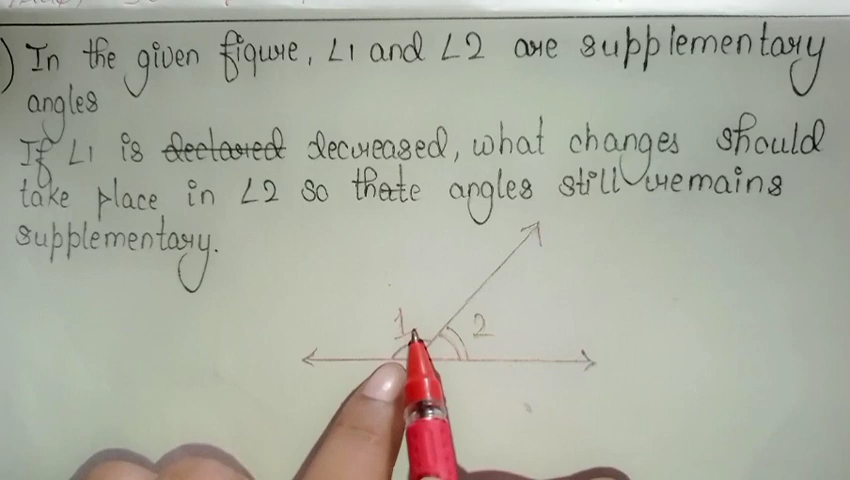 ) In the given figure, ∠1 and ∠2 are supplementary
angles
If ∠1 is declared decreased, what changes should
take place in ∠2 so that angles still remains
supplementary.
1 2